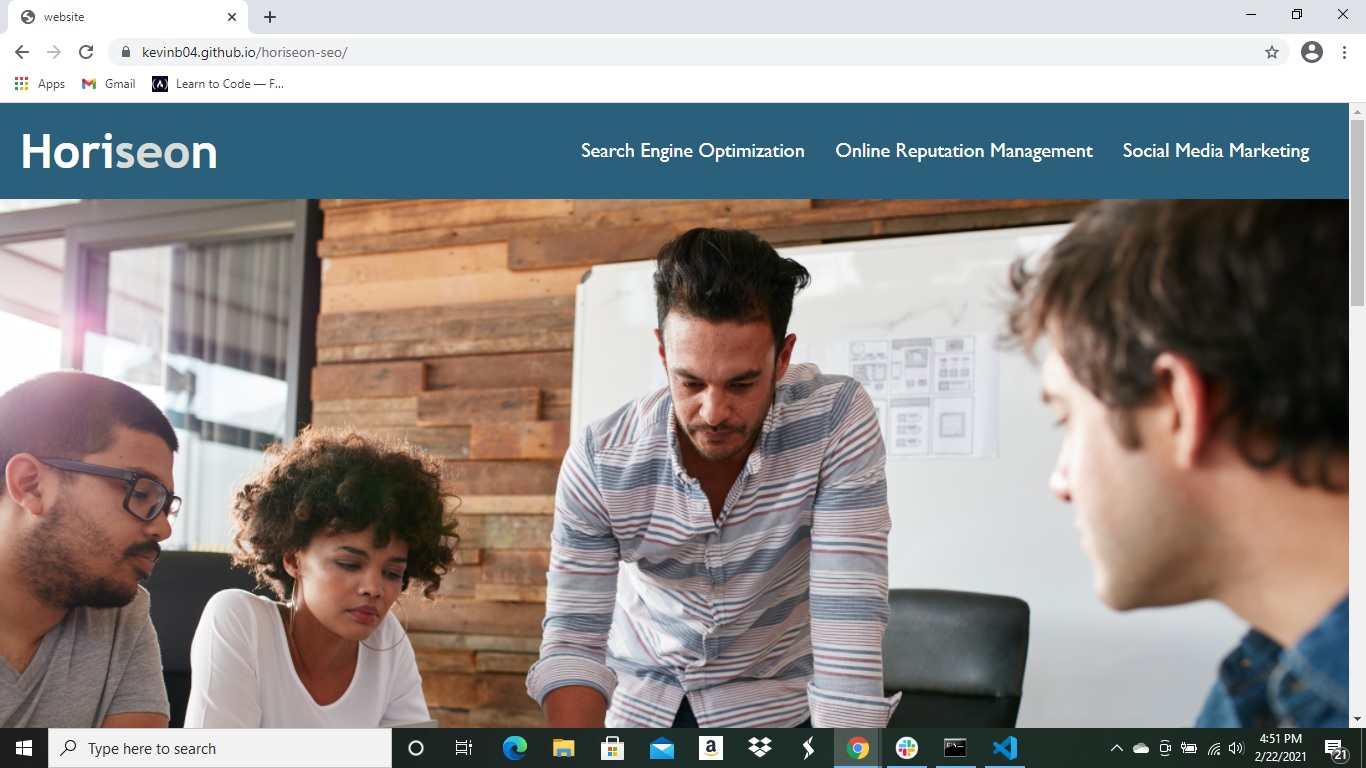 website
kevinb04.github.io/horiseon-seo/
Apps Gmail Learn to Code — F...
Horiseon Search Engine Optimization Online Reputation Management Social Media Marketing
Type here to search
4:51 PM
2/22/2021
21